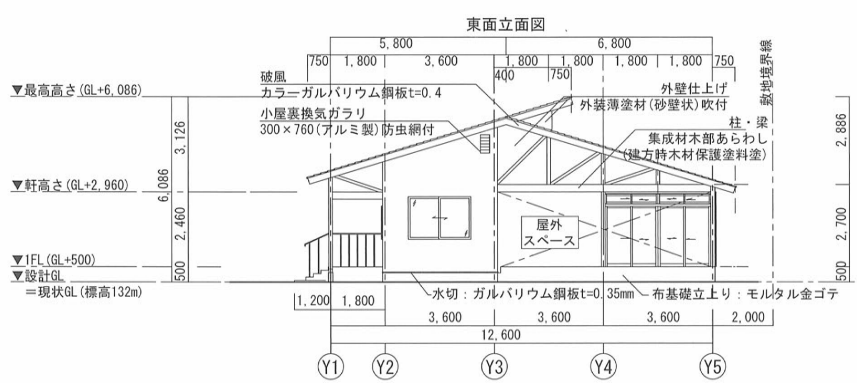 東面立面図
5,800
6,800
750
1,800
3,600
1,800
1,800
1,800
750
400
750
敷地境界線
▼最高高さ(GL+6,086)
破風
カラーガルバリウム鋼板t=0.4
小屋裏換気ガラリ
300×760(アルミ製)防虫網付
外壁仕上げ
外装薄塗材(砂壁状)吹付
柱・梁
集成材木部あらわし
(建方時木材保護塗料塗)
3,126
6,086
2,886
▼軒高さ(GL+2,960)
2,460
2,700
屋外
スペース
▼1FL(GL+500)
▼設計GL
=現状GL(標高132m)
500
500
1,200
1,800
水切:ガルバリウム鋼板t=0.35mm
布基礎立上り:モルタル金ゴテ
3,600
3,600
3,600
2,000
12,600
Y1
Y2
Y3
Y4
Y5